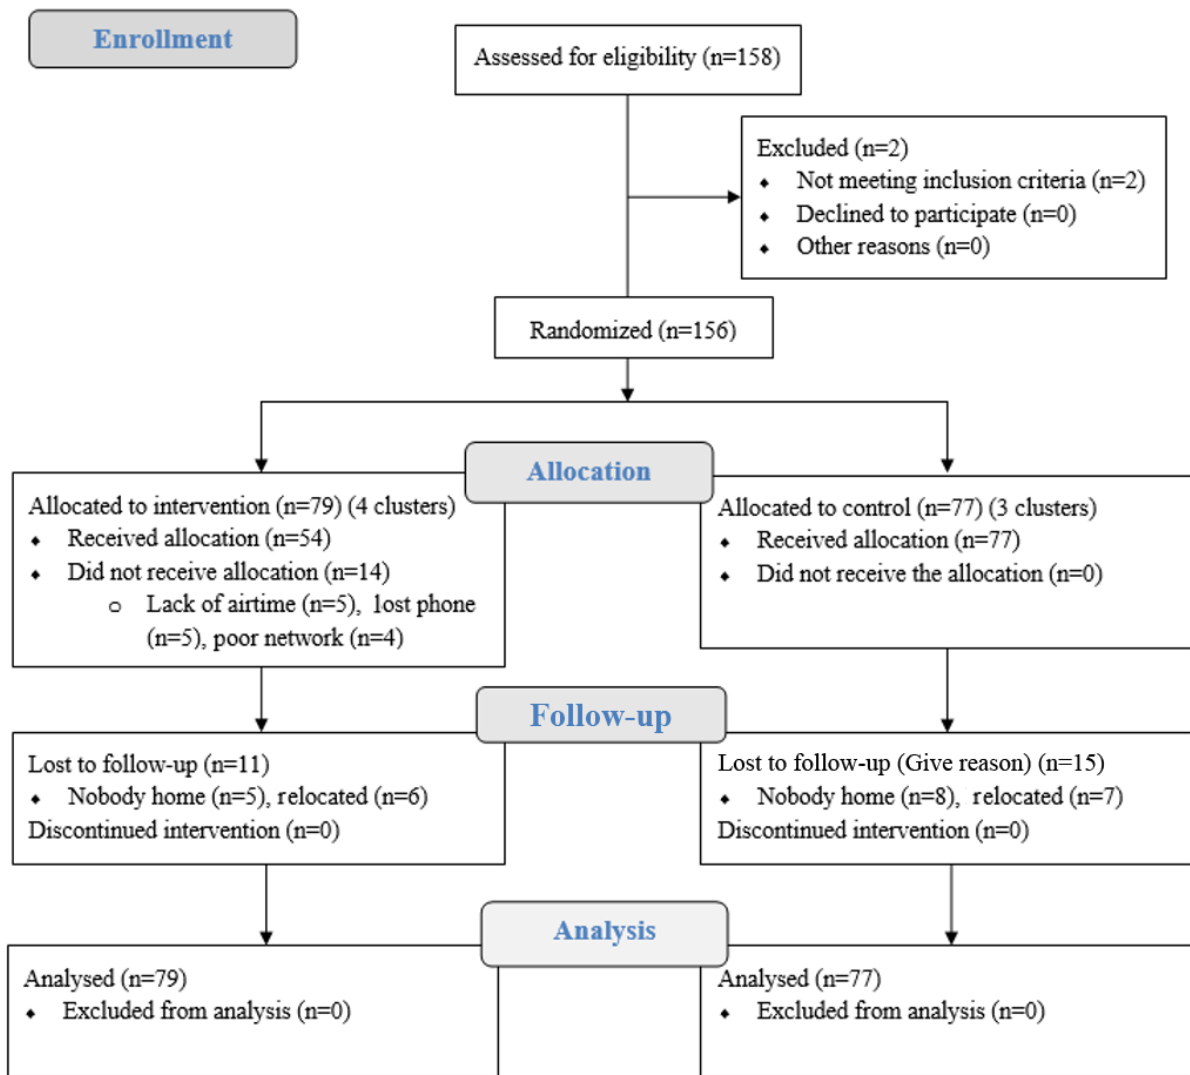 Enrollment
Assessed for eligibility (n=158)
Excluded (n=2)
⬥ Not meeting inclusion criteria (n=2)
⬥ Declined to participate (n=0)
⬥ Other reasons (n=0)
Randomized (n=156)
Allocation
Allocated to intervention (n=79) (4 clusters)
⬥ Received allocation (n=54)
⬥ Did not receive allocation (n=14)
o Lack of airtime (n=5), lost phone
(n=5), poor network (n=4)
Allocated to control (n=77) (3 clusters)
⬥ Received allocation (n=77)
⬥ Did not receive the allocation (n=0)
Follow-up
Lost to follow-up (n=11)
⬥ Nobody home (n=5), relocated (n=6)
Discontinued intervention (n=0)
Lost to follow-up (Give reason) (n=15)
⬥ Nobody home (n=8), relocated (n=7)
Discontinued intervention (n=0)
Analysis
Analysed (n=79)
⬥ Excluded from analysis (n=0)
Analysed (n=77)
⬥ Excluded from analysis (n=0)